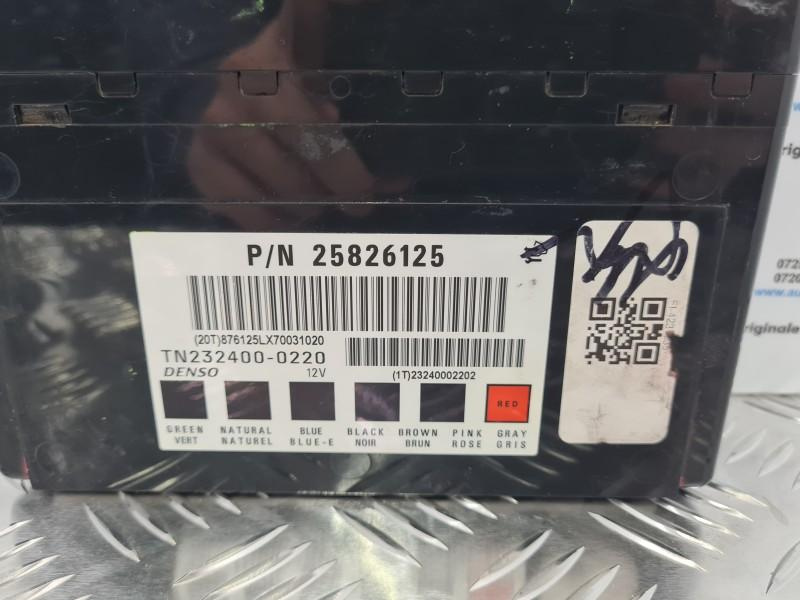 P/N 25826125
(20T)876125LX70031020
TN232400-0220
DENSO 12V
(1T)23240002202
RED
GREEN NATURAL BLUE BLACK BROWN PINK GRAY
VERT NATUREL BLUE-E NOIR BRUN ROSE GRIS